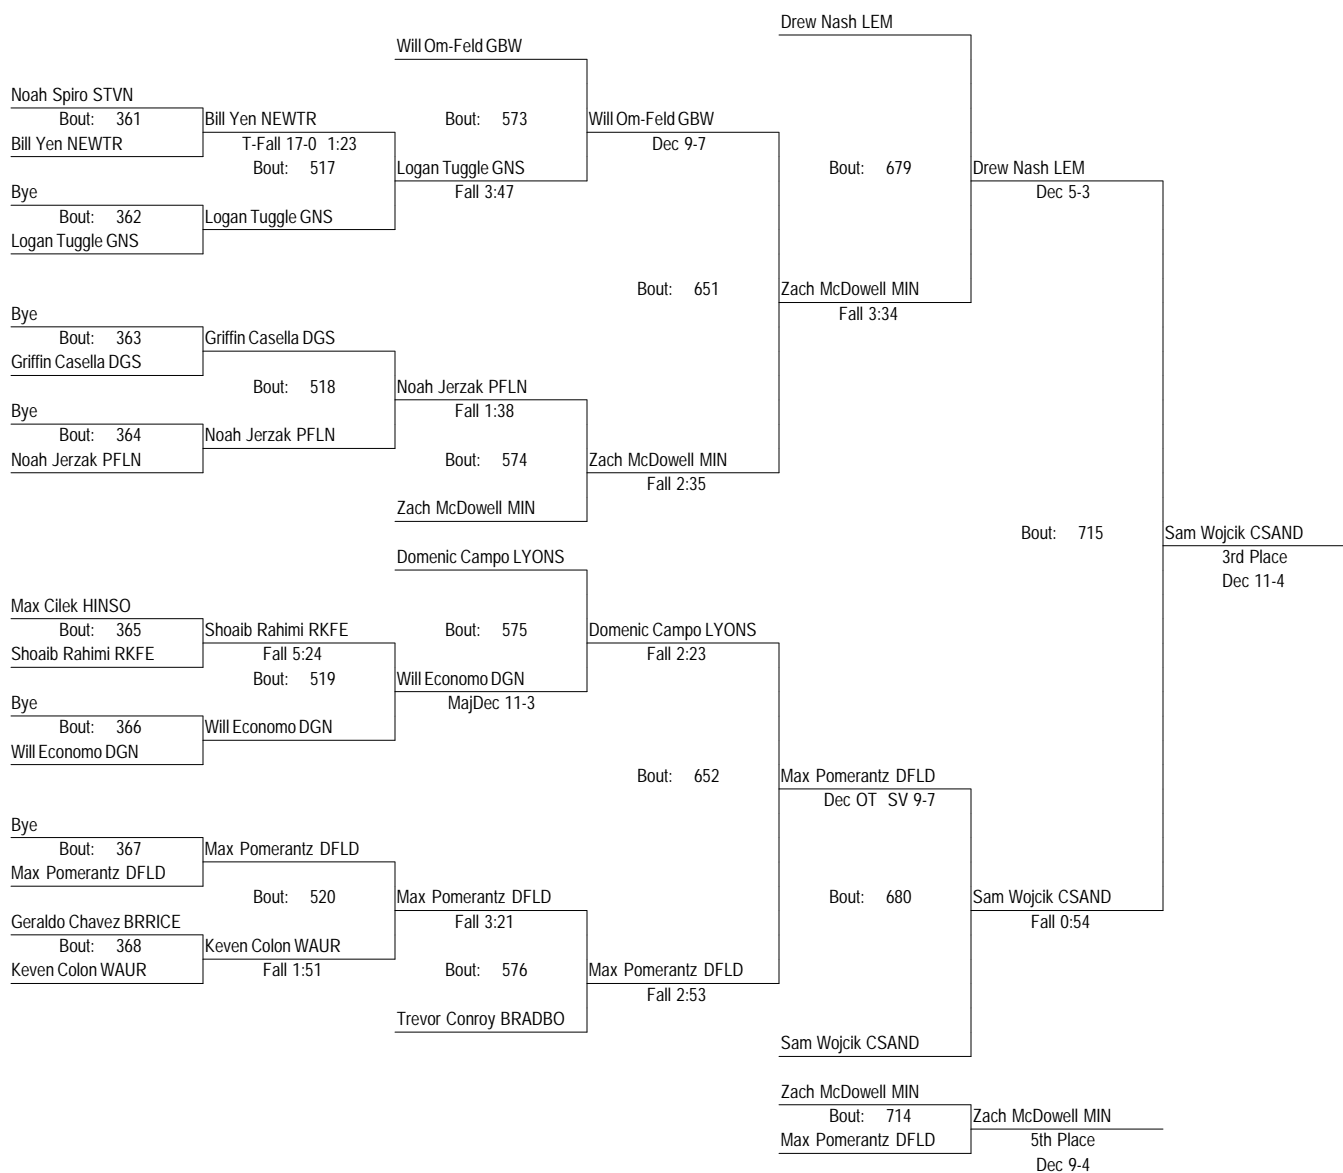 Drew Nash LEM
Will Om-Feld GBW
Noah Spiro STVN
Bout: 361
Bill Yen NEWTR
Bill Yen NEWTR
T-Fall 17-0 1:23
Bout: 517
Bout: 573
Will Om-Feld GBW
Dec 9-7
Logan Tuggle GNS
Fall 3:47
Bout: 679
Drew Nash LEM
Dec 5-3
Bye
Bout: 362
Logan Tuggle GNS
Logan Tuggle GNS
Bout: 651
Zach McDowell MIN
Fall 3:34
Bye
Bout: 363
Griffin Casella DGS
Griffin Casella DGS
Bout: 518
Noah Jerzak PFLN
Fall 1:38
Bye
Bout: 364
Noah Jerzak PFLN
Noah Jerzak PFLN
Bout: 574
Zach McDowell MIN
Fall 2:35
Zach McDowell MIN
Bout: 715
Sam Wojcik CSAND
3rd Place
Dec 11-4
Domenic Campo LYONS
Max Cilek HINSO
Bout: 365
Shoaib Rahimi RKFE
Shoaib Rahimi RKFE
Fall 5:24
Bout: 519
Bout: 575
Domenic Campo LYONS
Fall 2:23
Will Economo DGN
MajDec 11-3
Bye
Bout: 366
Will Economo DGN
Will Economo DGN
Bout: 652
Max Pomerantz DFLD
Dec OT SV 9-7
Bye
Bout: 367
Max Pomerantz DFLD
Max Pomerantz DFLD
Bout: 520
Max Pomerantz DFLD
Fall 3:21
Bout: 680
Sam Wojcik CSAND
Fall 0:54
Geraldo Chavez BRRICE
Bout: 368
Keven Colon WAUR
Keven Colon WAUR
Fall 1:51
Bout: 576
Max Pomerantz DFLD
Fall 2:53
Trevor Conroy BRADBO
Sam Wojcik CSAND
Zach McDowell MIN
Bout: 714
Max Pomerantz DFLD
Zach McDowell MIN
5th Place
Dec 9-4